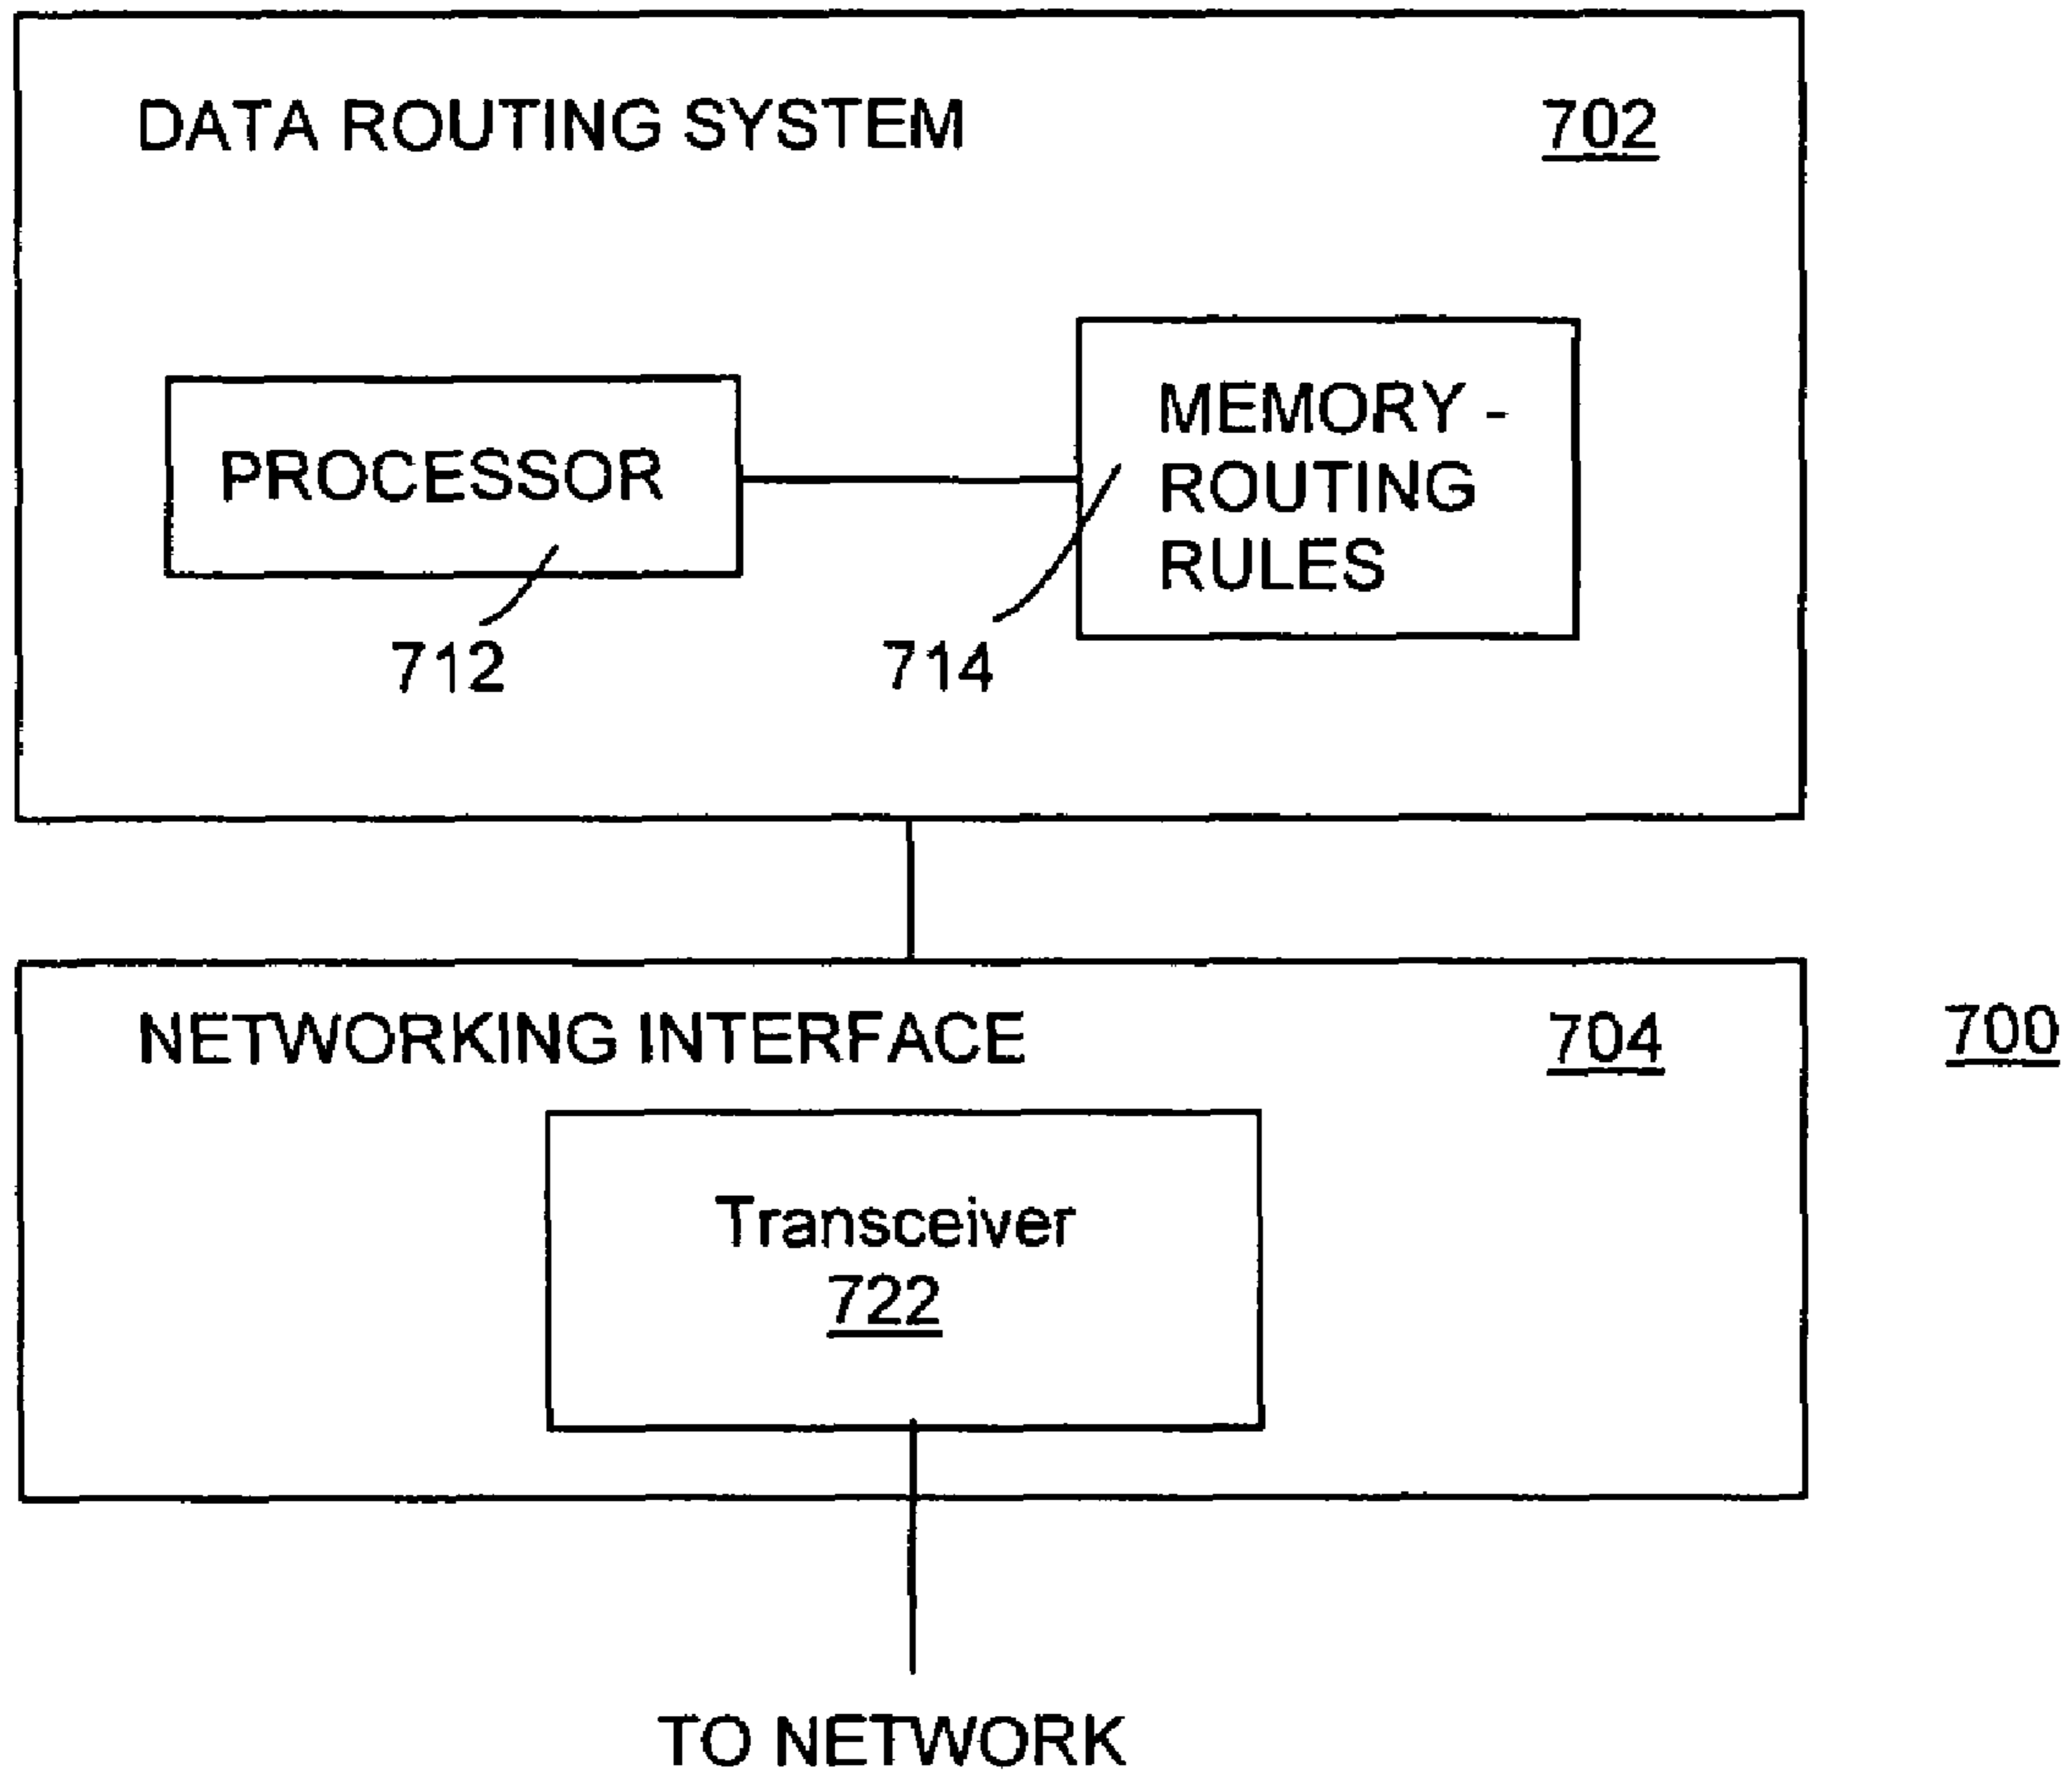 DATA ROUTING SYSTEM 702
PROCESSOR
MEMORY -
ROUTING
RULES
712
714
NETWORKING INTERFACE 704
700
Transceiver
722
TO NETWORK